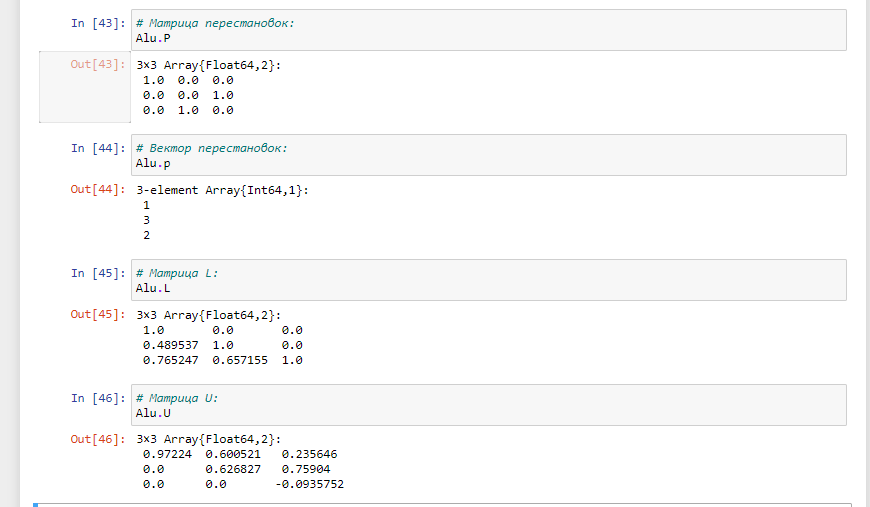 In [43]: # Матрица перестановок:
Alu.P
Out[43]: 3×3 Array{Float64,2}:
1.0 0.0 0.0
0.0 0.0 1.0
0.0 1.0 0.0
In [44]: # Вектор перестановок:
Alu.p
Out[44]: 3-element Array{Int64,1}:
1
3
2
In [45]: # Матрица L:
Alu.L
Out[45]: 3×3 Array{Float64,2}:
1.0 0.0 0.0
0.489537 1.0 0.0
0.765247 0.657155 1.0
In [46]: # Матрица U:
Alu.U
Out[46]: 3×3 Array{Float64,2}:
0.97224 0.600521 0.235646
0.0 0.626827 0.75904
0.0 0.0 -0.0935752